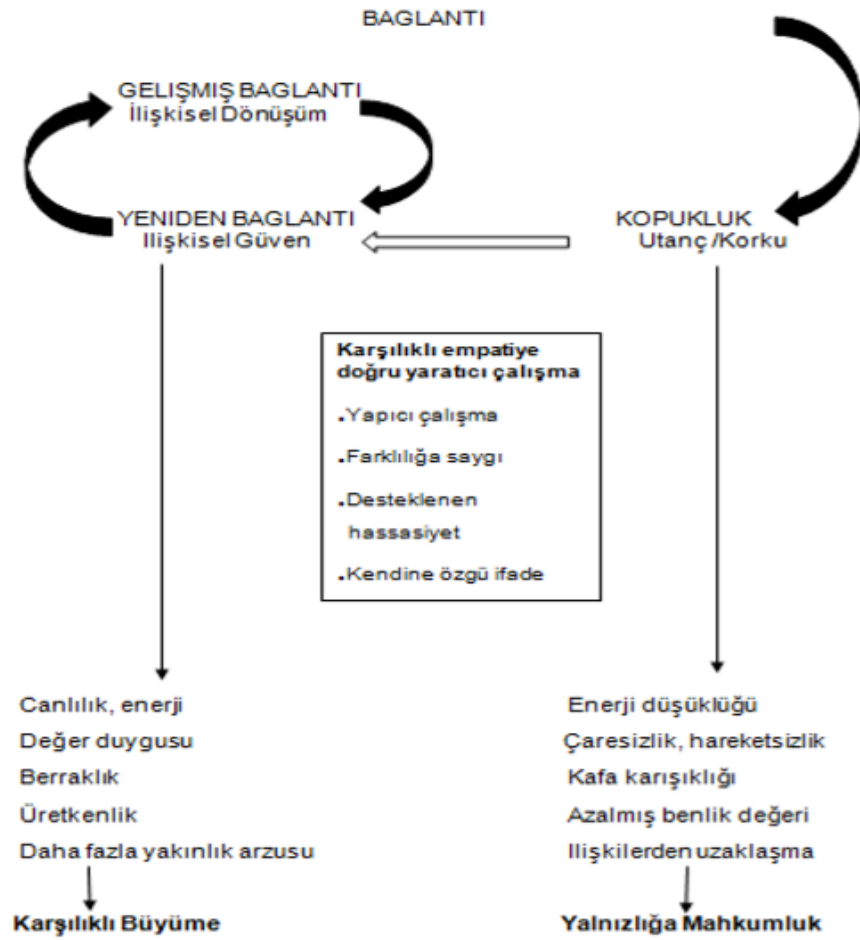 BAGLANTI
GELIŞMIŞ BAGLANTI
İlişkisel Dönüşüm
YENIDEN BAGLANTI
Ilişkisel Güven
KOPUKLUK
Utanç /Korku
Karşılıklı empatiye
doğru yaratıcı çalışma
.Yapıcı çalışma
.Farklılığa saygı
.Desteklenen
hassasiyet
.Kendine özgü ifade
Canlılık, enerji
Değer duygusu
Berraklık
Üretkenlik
Daha fazla yakınlık arzusu
Karşılıklı Büyüme
Enerji düşüklüğü
Çaresizlik, hareketsizlik
Kafa karışıklığı
Azalmış benlik değeri
Ilişkilerden uzaklaşma
Yalnızlığa Mahkumluk